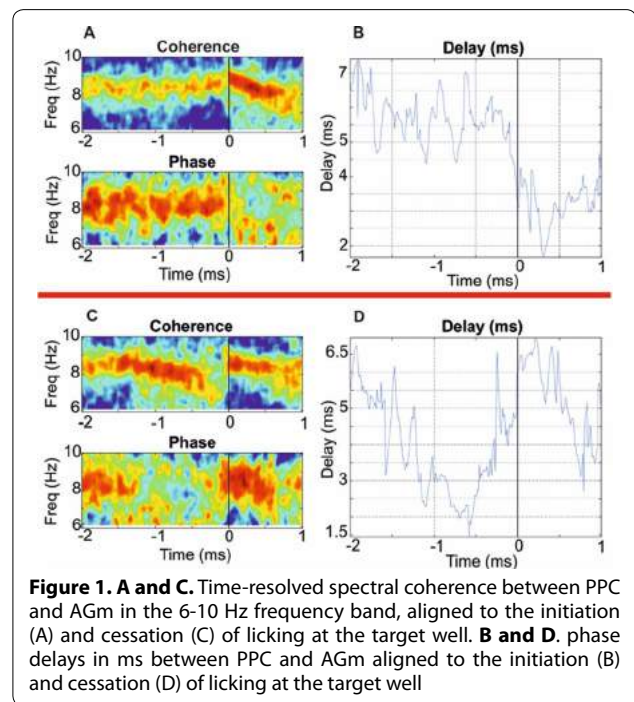 A
Coherence
Freq (Hz)
10
8
6
-2 -1 0 1
Phase
Freq (Hz)
10
8
6
-2 -1 0 1
Time (ms)
B
Delay (ms)
Delay (ms)
7
5
4
2
-2 -1 0 1
Time (ms)
C
Coherence
Freq (Hz)
10
8
6
-2 -1 0 1
Phase
Freq (Hz)
10
8
6
-2 -1 0 1
Time (ms)
D
Delay (ms)
Delay (ms)
6.5
5
3
1.5
-2 -1 0 1
Time (ms)
Figure 1. A and C. Time-resolved spectral coherence between PPC
and AGm in the 6-10 Hz frequency band, aligned to the initiation
(A) and cessation (C) of licking at the target well. B and D. phase
delays in ms between PPC and AGm aligned to the initiation (B)
and cessation (D) of licking at the target well